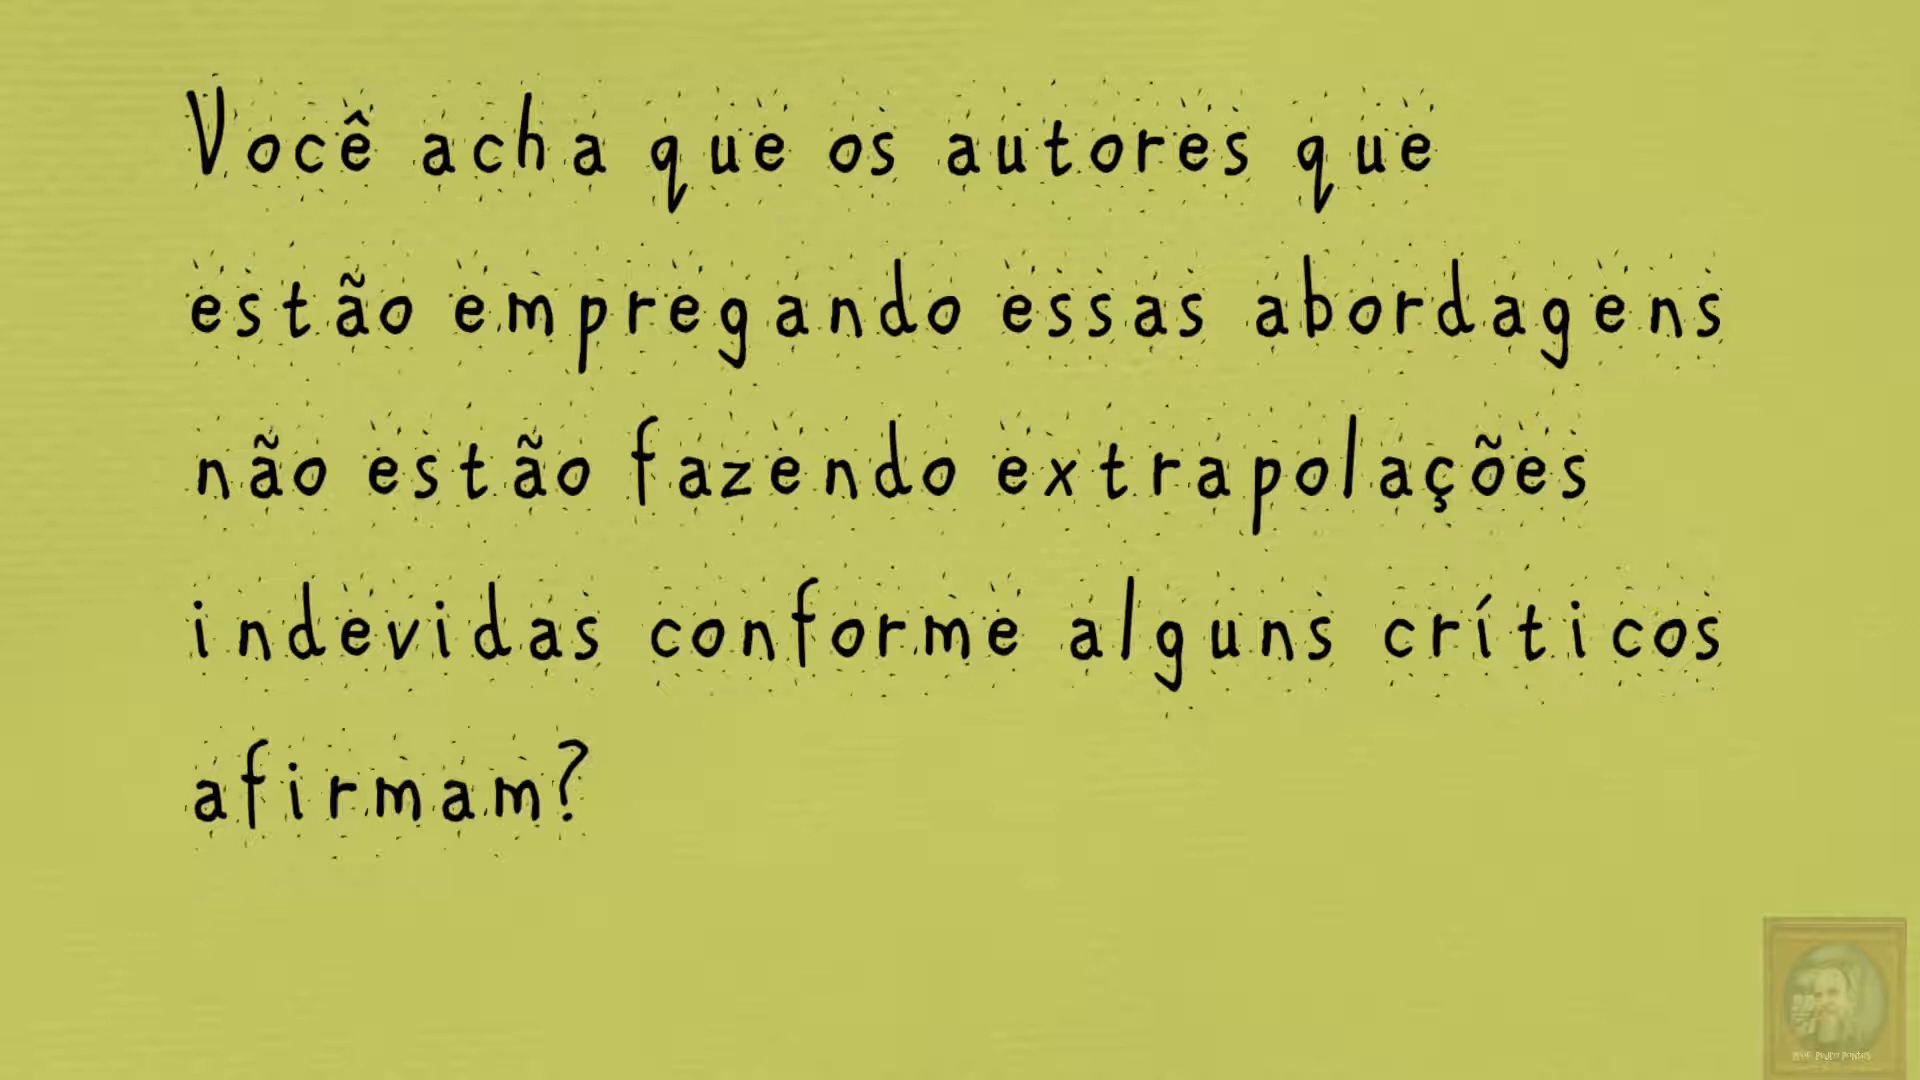 Você acha que os autores que
estão empregando essas abordagens
não estão fazendo extrapolações
indevidas conforme alguns críticos
afirmam?